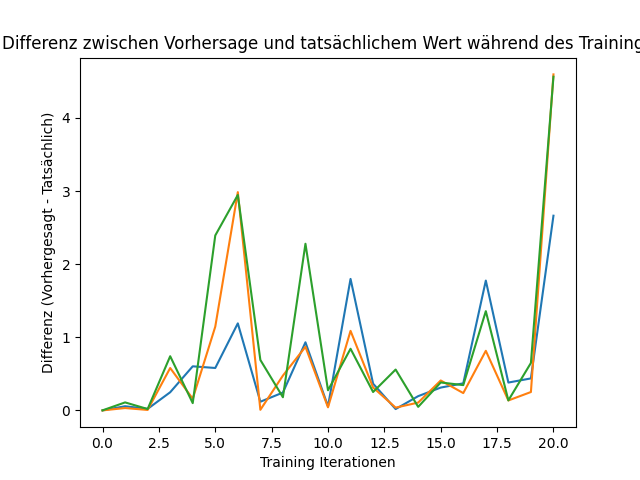 Differenz zwischen Vorhersage und tatsächlichem Wert während des Training
Differenz (Vorhergesagt - Tatsächlich)
4
3
2
1
0
0.0 2.5 5.0 7.5 10.0 12.5 15.0 17.5 20.0
Training Iterationen